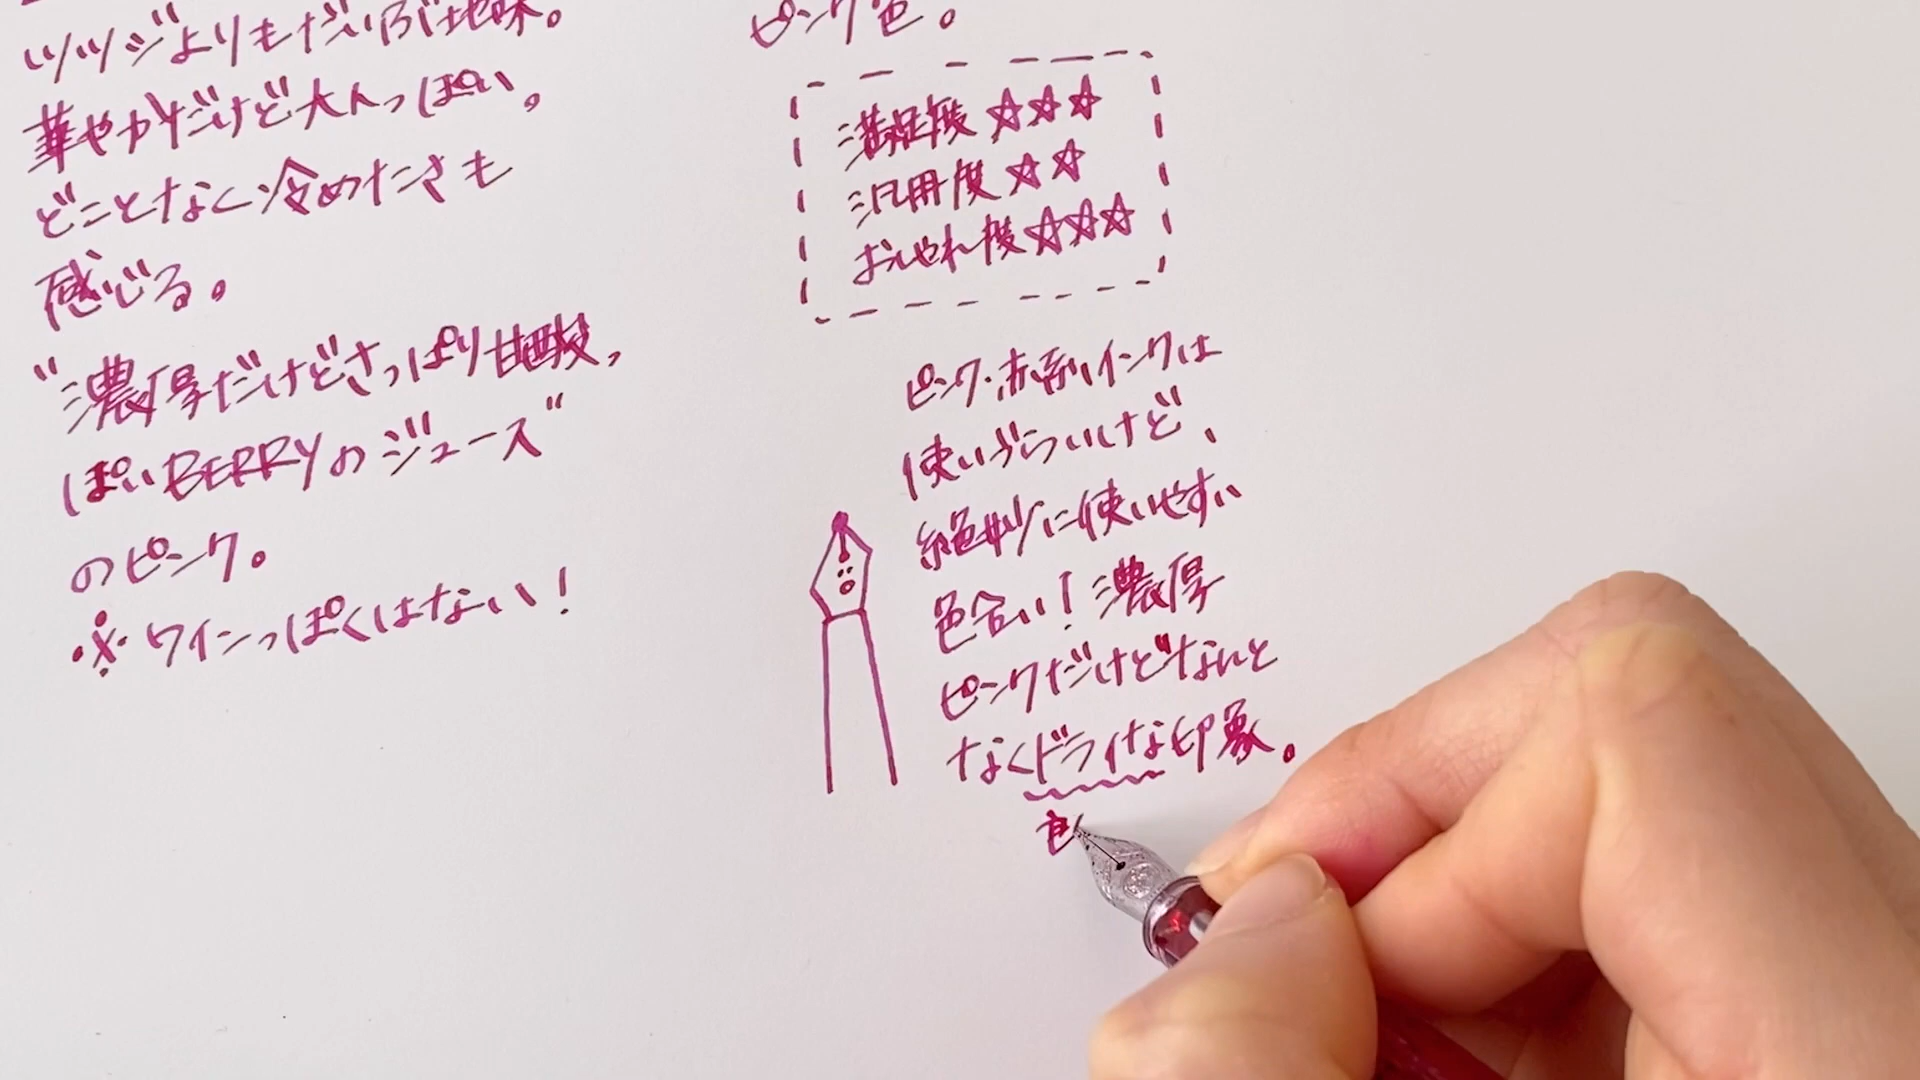 ツツジよりもだいぶ地味。
華やかだけど大人っぽい。
どことなく冷めたさも
感じる。
"濃厚だけどさっぱり甘酸っ
ぱいBERRYのジュース"
のピンク。
※ワインっぽくはない!
ピンク色。
満足度☆☆☆
汎用度☆☆
おしゃれ度☆☆☆
ピンク・赤系インクは
使いづらいけど、
絶妙に使いやすい
色合い!濃厚
ピンクだけどなんと
なくドライな印象。
色